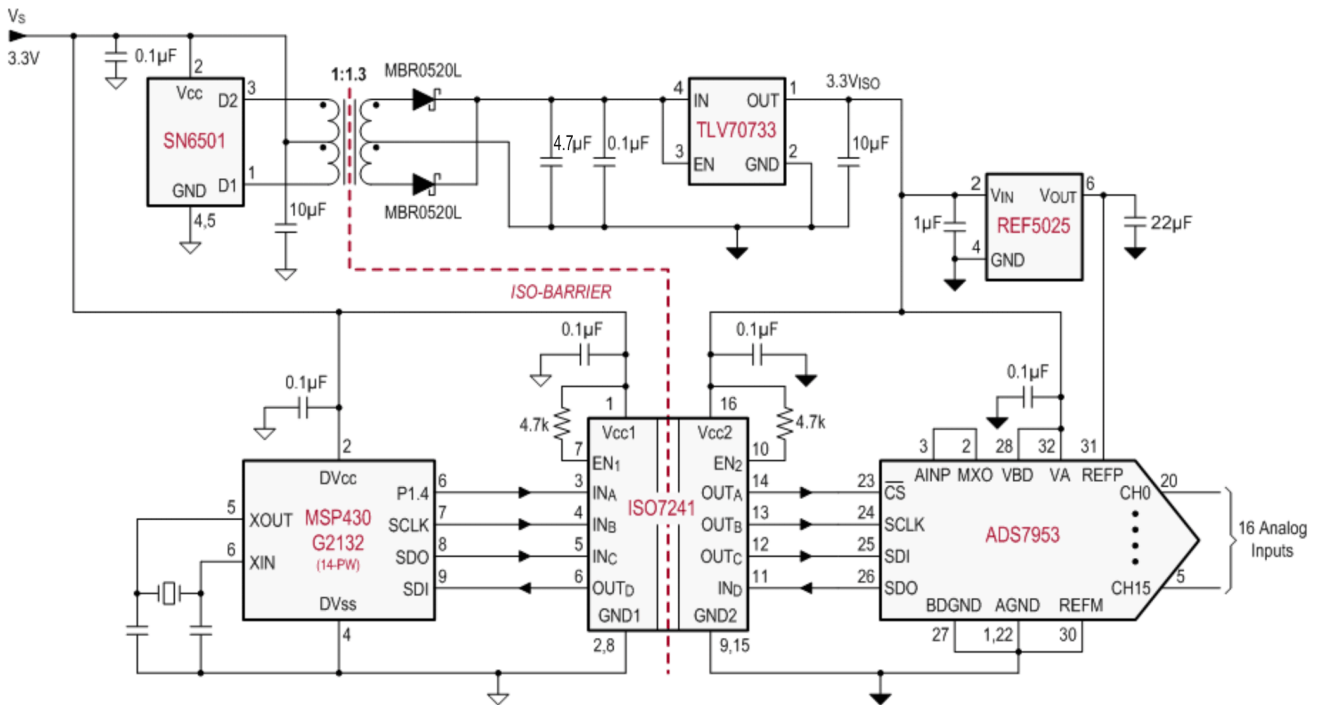 VS
3.3V
0.1µF
2
Vcc
D2
3
SN6501
D1
1
GND
4,5
10µF
1:1.3
MBR0520L
MBR0520L
4.7µF
0.1µF
4
IN
OUT
1
TLV70733
3
EN
GND
2
3.3VISO
10µF
2
VIN
VOUT
6
REF5025
1µF
4
GND
22µF
ISO-BARRIER
0.1µF
0.1µF
0.1µF
0.1µF
4.7k
4.7k
2
DVcc
5
XOUT
MSP430
G2132
(14-PW)
6
XIN
P1.4
6
SCLK
7
SDO
8
SDI
9
DVss
4
1
Vcc1
7
EN1
3
INA
4
INB
5
INC
6
OUTD
GND1
2,8
ISO7241
16
Vcc2
EN2
10
OUTA
14
OUTB
13
OUTC
12
IND
11
GND2
9,15
3
2
28
32
31
AINP
MXO
VBD
VA
REFP
23
CS
24
SCLK
25
SDI
26
SDO
ADS7953
CH0
20
CH15
5
16 Analog
Inputs
BDGND
AGND
REFM
27
1,22
30